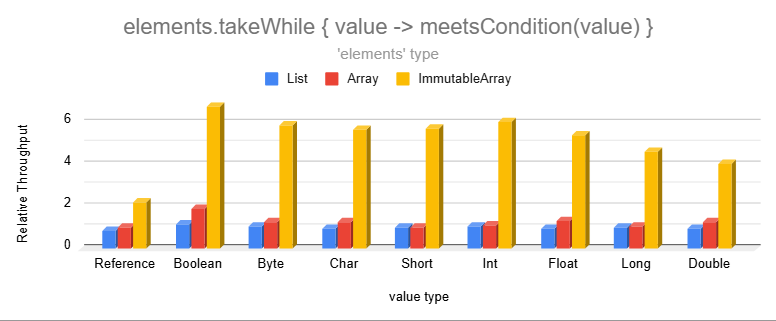 elements.takeWhile { value -> meetsCondition(value) }
'elements' type
List Array ImmutableArray
Relative Throughput
6
4
2
0
Reference Boolean Byte Char Short Int Float Long Double
value type